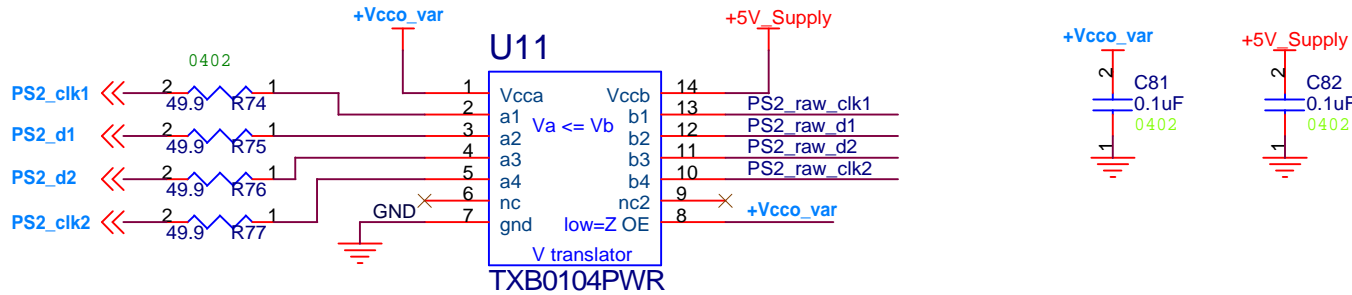 +Vcco_var
+5V_Supply
U11
0402
PS2_clk1
2
1
49.9
R74
PS2_d1
2
1
49.9
R75
PS2_d2
2
1
49.9
R76
PS2_clk2
2
1
49.9
R77
GND
1
2
3
4
5
6
7
Vcca
a1
a2
a3
a4
nc
gnd
Va <= Vb
low=Z
V translator
Vccb
b1
b2
b3
b4
nc2
OE
14
13
12
11
10
9
8
PS2_raw_clk1
PS2_raw_d1
PS2_raw_d2
PS2_raw_clk2
+Vcco_var
TXB0104PWR
+Vcco_var
2
C81
0.1uF
0402
1
+5V_Supply
2
C82
0.1uF
0402
1